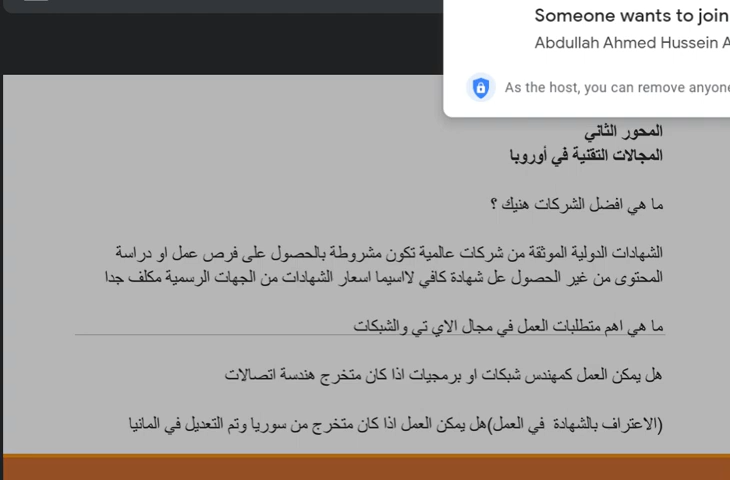 Someone wants to join
Abdullah Ahmed Hussein A
As the host, you can remove anyone
المحور الثاني
المجالات التقنية في أوروبا
ما هي افضل الشركات هنيك ؟
الشهادات الدولية الموثقة من شركات عالمية تكون مشروطة بالحصول على فرص عمل او دراسة
المحتوى من غير الحصول عل شهادة كافي لااسيما اسعار الشهادات من الجهات الرسمية مكلف جدا
ما هي اهم متطلبات العمل في مجال الاي تي والشبكات
هل يمكن العمل كمهندس شبكات او برمجيات اذا كان متخرج هندسة اتصالات
(الاعتراف بالشهادة في العمل)هل يمكن العمل اذا كان متخرج من سوريا وتم التعديل في المانيا